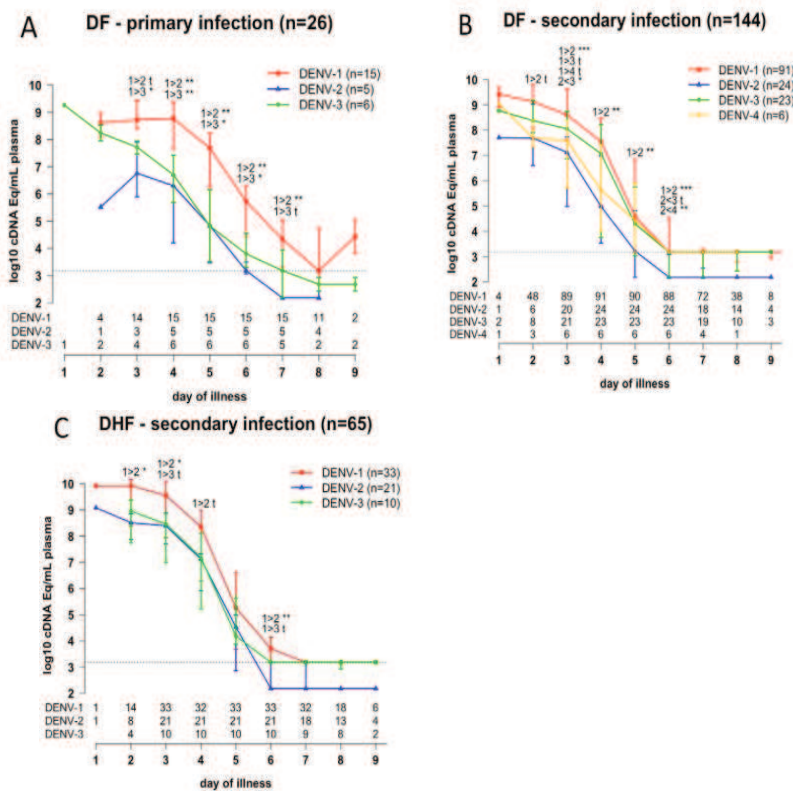 A
DF - primary infection (n=26)
1>2 t
1>3 *
1>2 **
1>3 **
1>2 **
1>3 *
1>2 **
1>3 *
1>2 **
1>3 t
DENV-1 (n=15)
DENV-2 (n=5)
DENV-3 (n=6)
log10 cDNA Eq/mL plasma
10
9
8
7
6
5
4
3
2
DENV-1 4 14 15 15 15 15 11 2
DENV-2 1 3 5 5 5 5 4
DENV-3 1 2 4 6 6 6 5 2 2
1 2 3 4 5 6 7 8 9
day of illness
B
DF - secondary infection (n=144)
1>2 t
1>2 ***
1>3 t
1>4 t
2<3 *
1>2 **
1>2 **
1>2 ***
2<3 t
2<4 **
DENV-1 (n=91)
DENV-2 (n=24)
DENV-3 (n=23)
DENV-4 (n=6)
log10 cDNA Eq/mL plasma
10
9
8
7
6
5
4
3
2
DENV-1 4 48 89 91 90 88 72 38 8
DENV-2 1 6 20 24 24 24 18 14 4
DENV-3 2 8 21 23 23 23 19 10 3
DENV-4 1 3 6 6 6 6 4 1
1 2 3 4 5 6 7 8 9
day of illness
C
DHF - secondary infection (n=65)
1>2 *
1>2 *
1>3 t
1>2 t
1>2 **
1>3 t
DENV-1 (n=33)
DENV-2 (n=21)
DENV-3 (n=10)
log10 cDNA Eq/mL plasma
10
9
8
7
6
5
4
3
2
DENV-1 1 14 33 32 33 33 32 18 6
DENV-2 1 8 21 21 21 21 18 13 4
DENV-3 4 10 10 10 10 9 8 2
1 2 3 4 5 6 7 8 9
day of illness